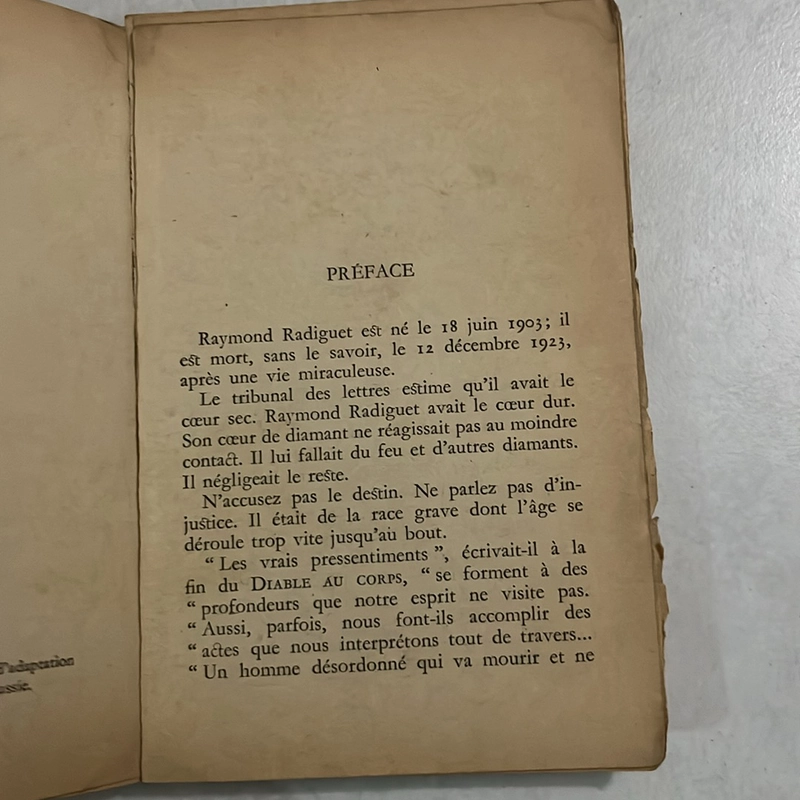 l'adaptation
ussie.
PRÉFACE
Raymond Radiguet est né le 18 juin 1903; il
est mort, sans le savoir, le 12 décembre 1923,
après une vie miraculeuse.
Le tribunal des lettres estime qu'il avait le
cœur sec. Raymond Radiguet avait le cœur dur.
Son cœur de diamant ne réagissait pas au moindre
contact. Il lui fallait du feu et d'autres diamants.
Il négligeait le reste.
N'accusez pas le destin. Ne parlez pas d'in-
justice. Il était de la race grave dont l'âge se
déroule trop vite jusqu'au bout.
“ Les vrais pressentiments ”, écrivait-il à la
fin du DIABLE AU CORPS, “ se forment à des
“ profondeurs que notre esprit ne visite pas.
“ Aussi, parfois, nous font-ils accomplir des
“ actes que nous interprétons tout de travers...
“ Un homme désordonné qui va mourir et ne